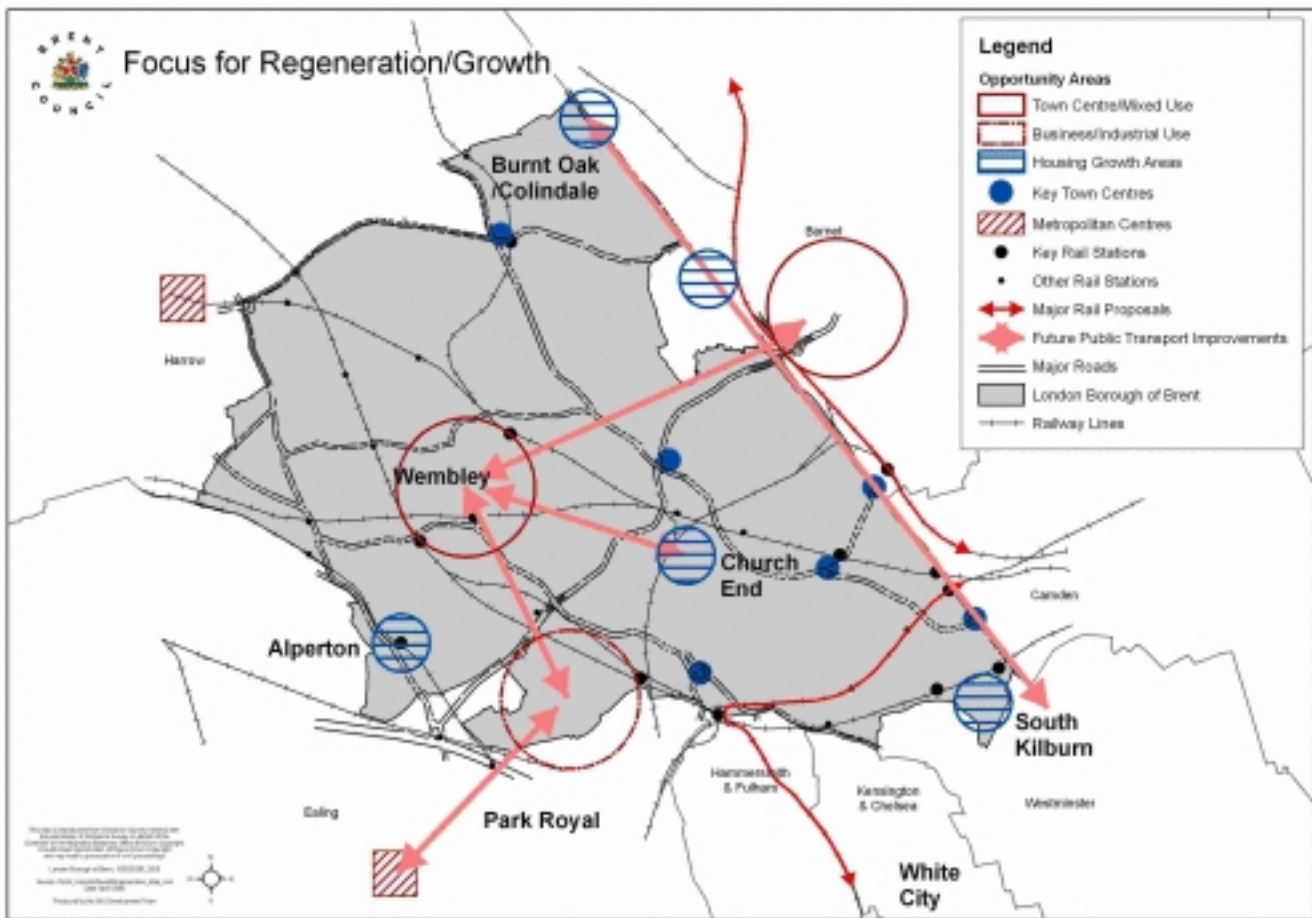 BRENT COUNCIL
Focus for Regeneration/Growth
Legend
Opportunity Areas
Town Centre/Mixed Use
Business/Industrial Use
Housing Growth Areas
Key Town Centres
Metropolitan Centres
Key Rail Stations
Other Rail Stations
Major Rail Proposals
Future Public Transport Improvements
Major Roads
London Borough of Brent
Railway Lines
Burnt Oak
/Colindale
Barnet
Harrow
Wembley
Church
End
Camden
Alperton
South
Kilburn
Hammersmith
& Fulham
Kensington
& Chelsea
Westminster
Ealing
Park Royal
White
City